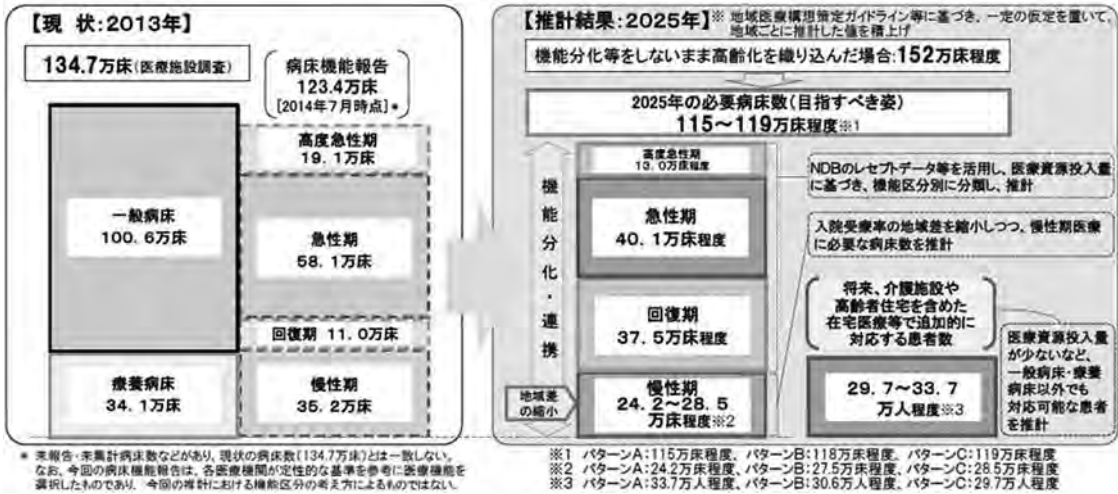 【現 状:2013年】
134.7万床(医療施設調査)
病床機能報告
123.4万床
[2014年7月時点]*
高度急性期
19.1万床
一般病床
100.6万床
急性期
58.1万床
回復期 11.0万床
療養病床
34.1万床
慢性期
35.2万床
* 未報告・未集計病床数などがあり、現状の病床数(134.7万床)とは一致しない。
なお、今回の病床機能報告は、各医療機関が定性的な基準を参考に医療機能を
選択したものであり、今回の推計における機能区分の考え方によるものではない。
【推計結果:2025年】※ 地域医療構想策定ガイドライン等に基づき、一定の仮定を置いて、
地域ごとに推計した値を積上げ
機能分化等をしないまま高齢化を織り込んだ場合:152万床程度
2025年の必要病床数(目指すべき姿)
115～119万床程度※1
機能分化・連携
地域差
の縮小
高度急性期
13.0万床程度
急性期
40.1万床程度
回復期
37.5万床程度
慢性期
24.2～28.5
万床程度※2
NDBのレセプトデータ等を活用し、医療資源投入量
に基づき、機能区分別に分類し、推計
入院受療率の地域差を縮小しつつ、慢性期医療
に必要な病床数を推計
将来、介護施設や
高齢者住宅を含めた
在宅医療等で追加的に
対応する患者数
29.7～33.7
万人程度※3
医療資源投入量
が少ないなど、
一般病床・療養
病床以外でも
対応可能な患者
を推計
※1 パターンA:115万床程度、パターンB:118万床程度、パターンC:119万床程度
※2 パターンA:24.2万床程度、パターンB:27.5万床程度、パターンC:28.5万床程度
※3 パターンA:33.7万人程度、パターンB:30.6万人程度、パターンC:29.7万人程度